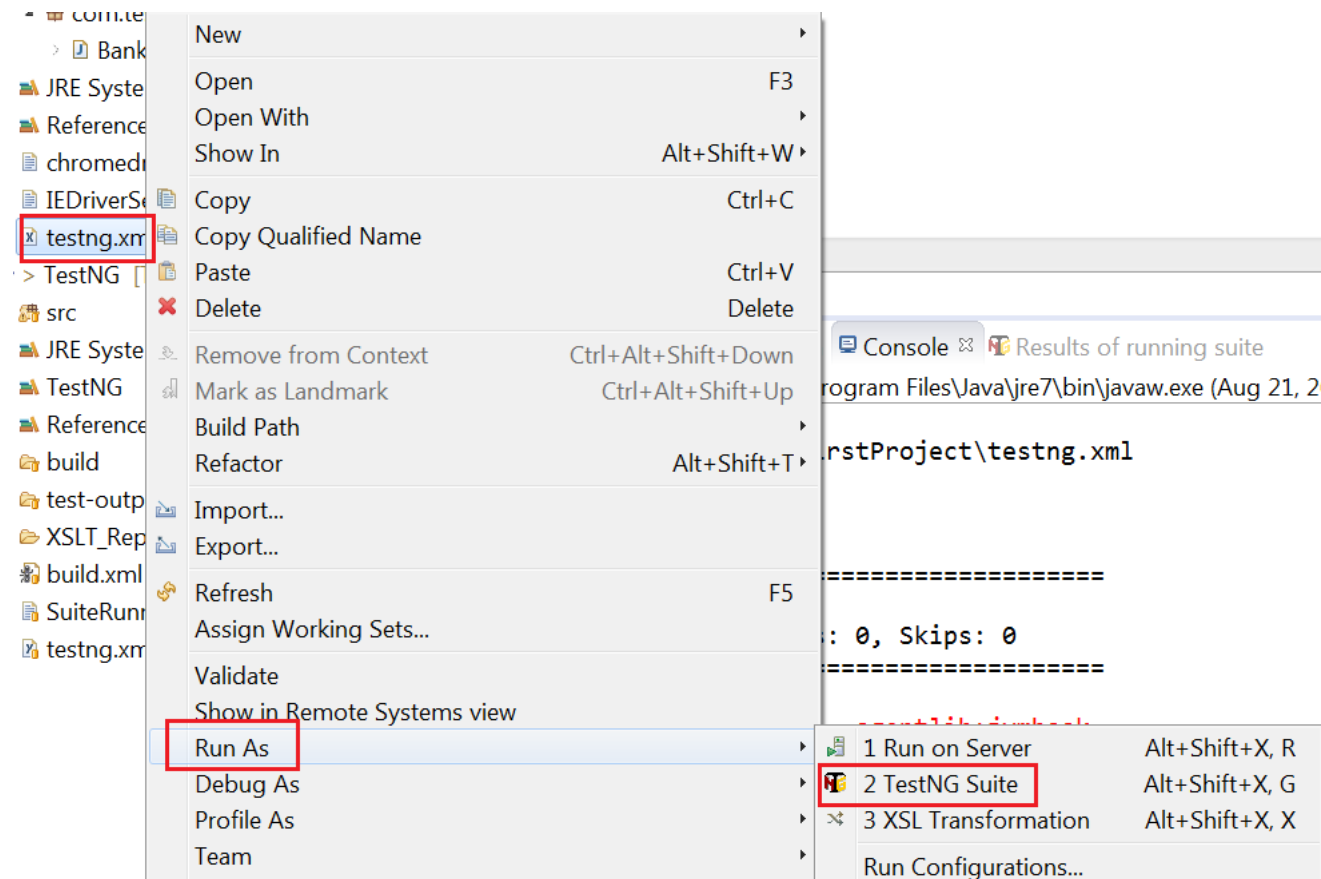 com.te
Bank
JRE Syste
Reference
chromedr
IEDriverSe
testng.xm
> TestNG [T
src
JRE Syste
TestNG
Reference
build
test-outp
XSLT_Rep
build.xml
SuiteRunr
testng.xm
New
Open F3
Open With
Show In Alt+Shift+W
Copy Ctrl+C
Copy Qualified Name
Paste Ctrl+V
Delete Delete
Remove from Context Ctrl+Alt+Shift+Down
Mark as Landmark Ctrl+Alt+Shift+Up
Build Path
Refactor Alt+Shift+T
Import...
Export...
Refresh F5
Assign Working Sets...
Validate
Show in Remote Systems view
Run As
Debug As
Profile As
Team
1 Run on Server Alt+Shift+X, R
2 TestNG Suite Alt+Shift+X, G
3 XSL Transformation Alt+Shift+X, X
Run Configurations...
Console Results of running suite
rogram Files\Java\jre7\bin\javaw.exe (Aug 21, 2
rstProject\testng.xml
===================
: 0, Skips: 0
===================